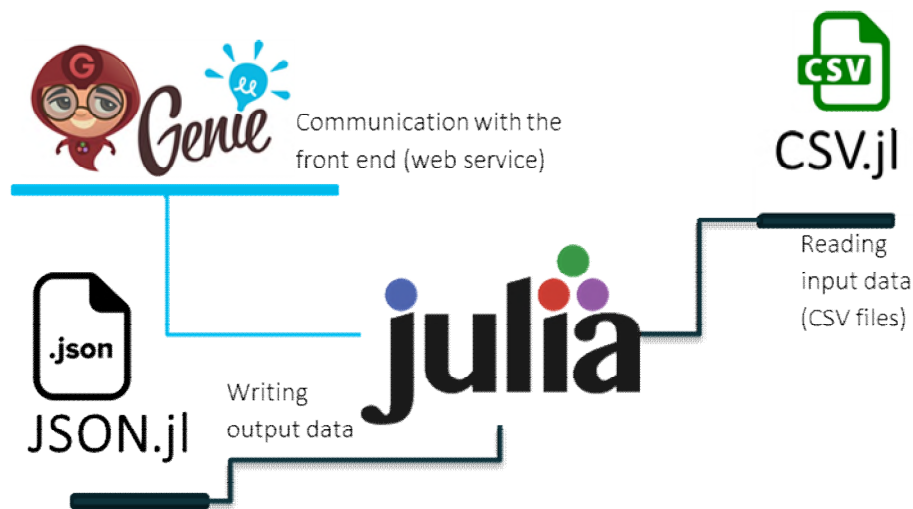 G
Genie
Communication with the
front end (web service)
CSV
CSV.jl
Reading
input data
(CSV files)
.json
JSON.jl
Writing
output data
julia